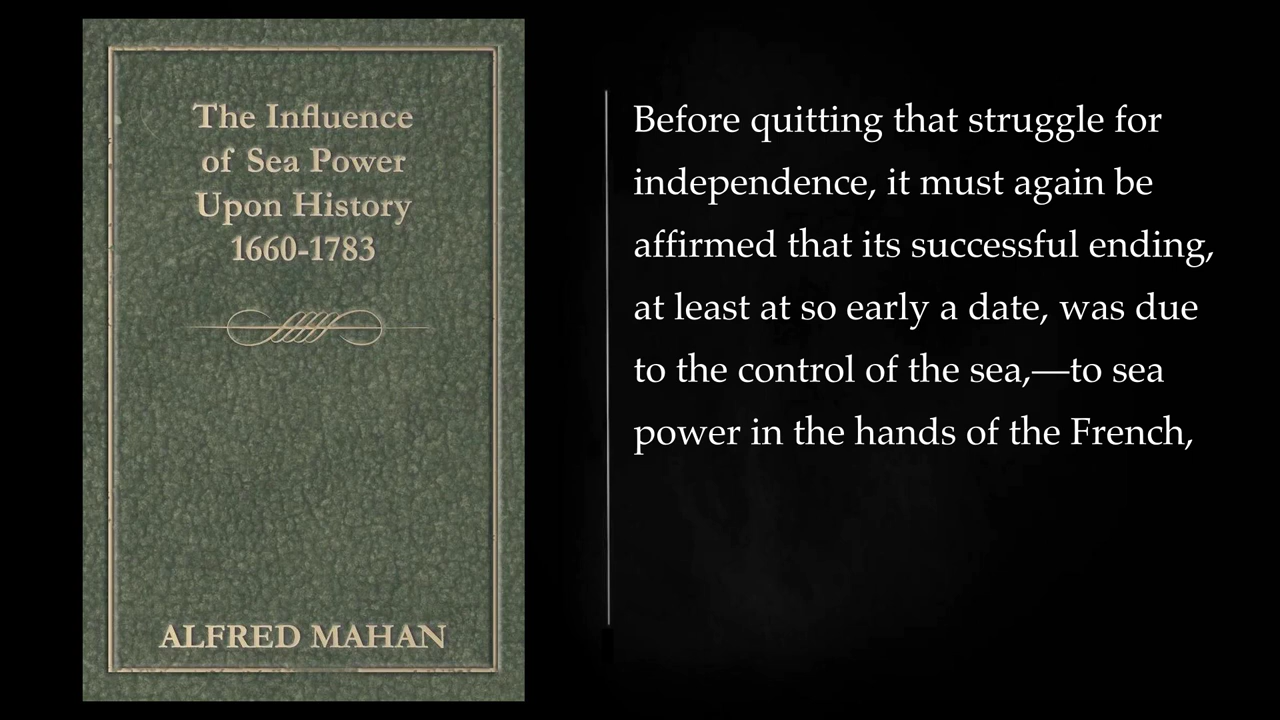 The Influence
of Sea Power
Upon History
1660-1783
ALFRED MAHAN
Before quitting that struggle for
independence, it must again be
affirmed that its successful ending,
at least at so early a date, was due
to the control of the sea,—to sea
power in the hands of the French,